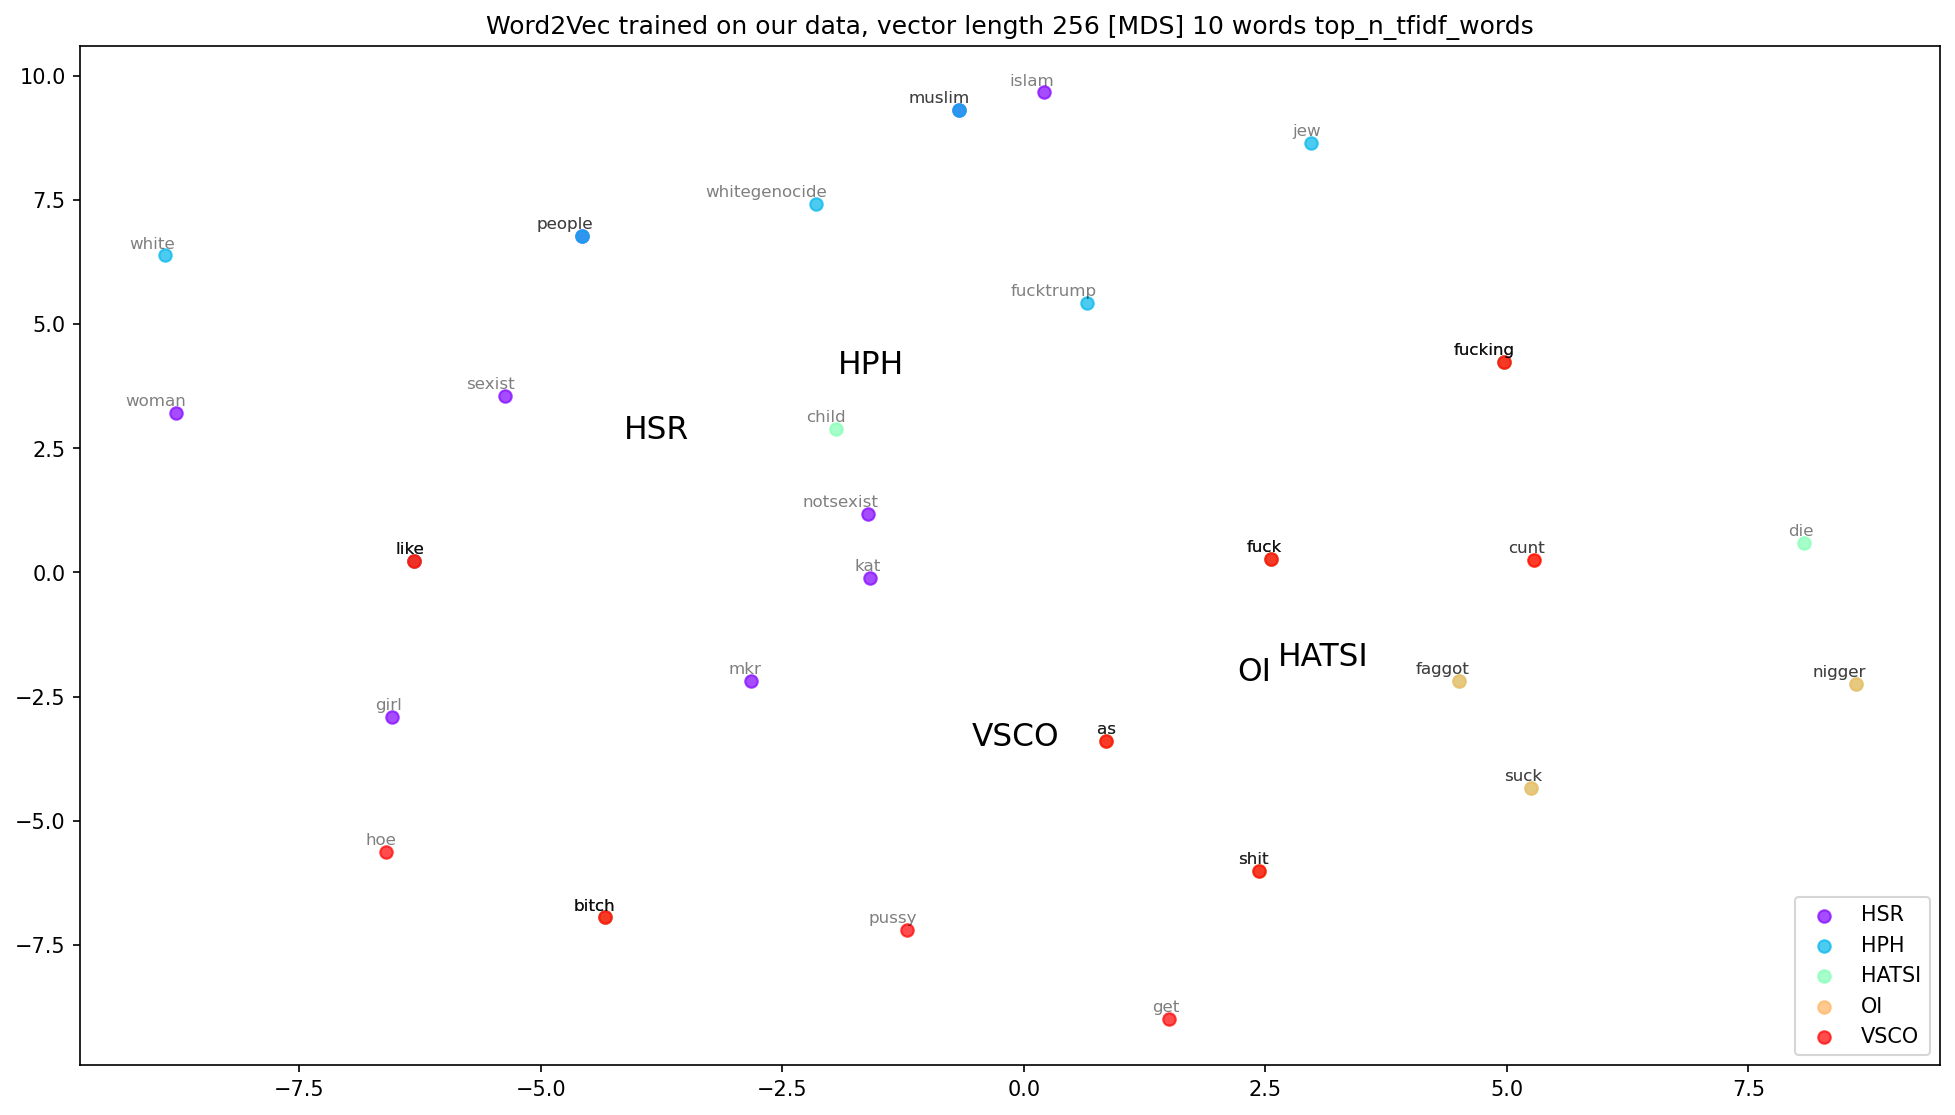 Word2Vec trained on our data, vector length 256 [MDS] 10 words top_n_tfidf_words
10.0
7.5
5.0
2.5
0.0
−2.5
−5.0
−7.5
islam
muslim
jew
whitegenocide
people
white
fucktrump
fucking
HPH
sexist
woman
child
HSR
notsexist
die
like
fuck
cunt
kat
HATSI
OI
mkr
faggot
nigger
girl
VSCO
as
suck
hoe
shit
bitch
pussy
get
HSR
HPH
HATSI
OI
VSCO
−7.5
−5.0
−2.5
0.0
2.5
5.0
7.5